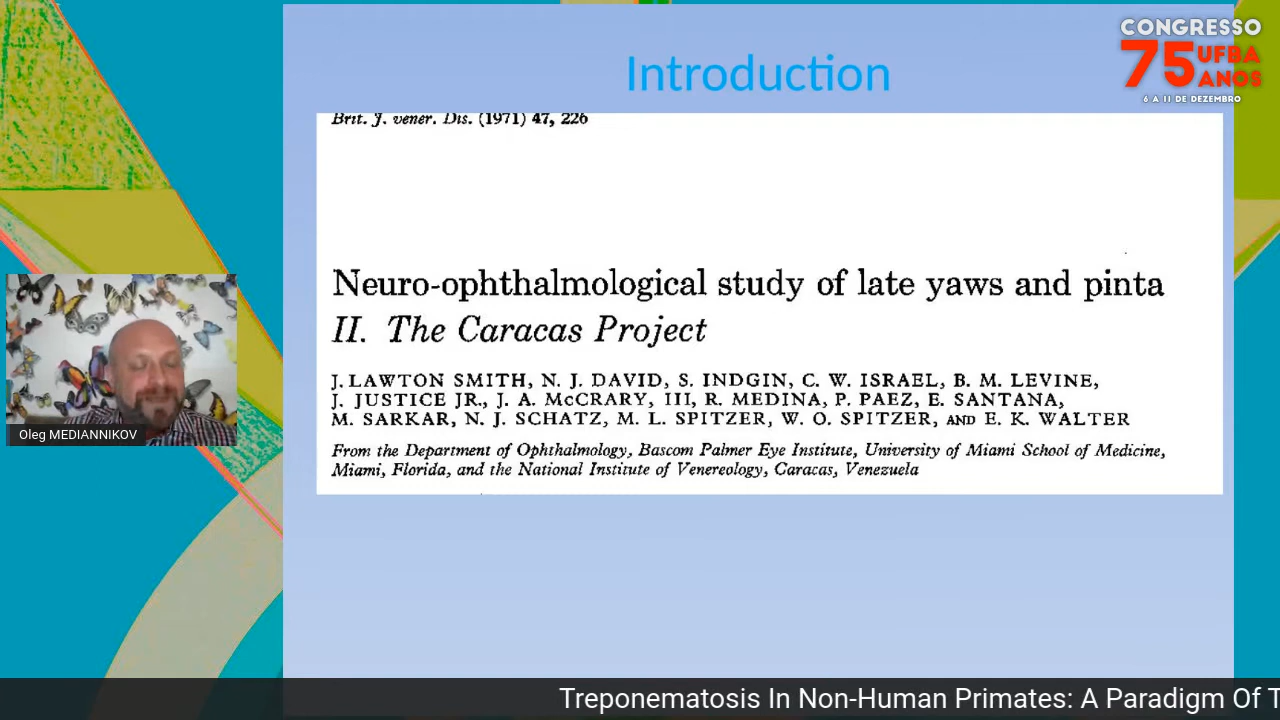 Introduction
CONGRESSO
75 UFBA
ANOS
6 A 11 DE DEZEMBRO
Brit. J. vener. Dis. (1971) 47, 226
Neuro-ophthalmological study of late yaws and pinta
II. The Caracas Project
J. LAWTON SMITH, N. J. DAVID, S. INDGIN, C. W. ISRAEL, B. M. LEVINE,
J. JUSTICE JR., J. A. McCRARY, III, R. MEDINA, P. PAEZ, E. SANTANA,
M. SARKAR, N. J. SCHATZ, M. L. SPITZER, W. O. SPITZER, AND E. K. WALTER
From the Department of Ophthalmology, Bascom Palmer Eye Institute, University of Miami School of Medicine,
Miami, Florida, and the National Institute of Venereology, Caracas, Venezuela
Oleg MEDIANNIKOV
Treponematosis In Non-Human Primates: A Paradigm Of T